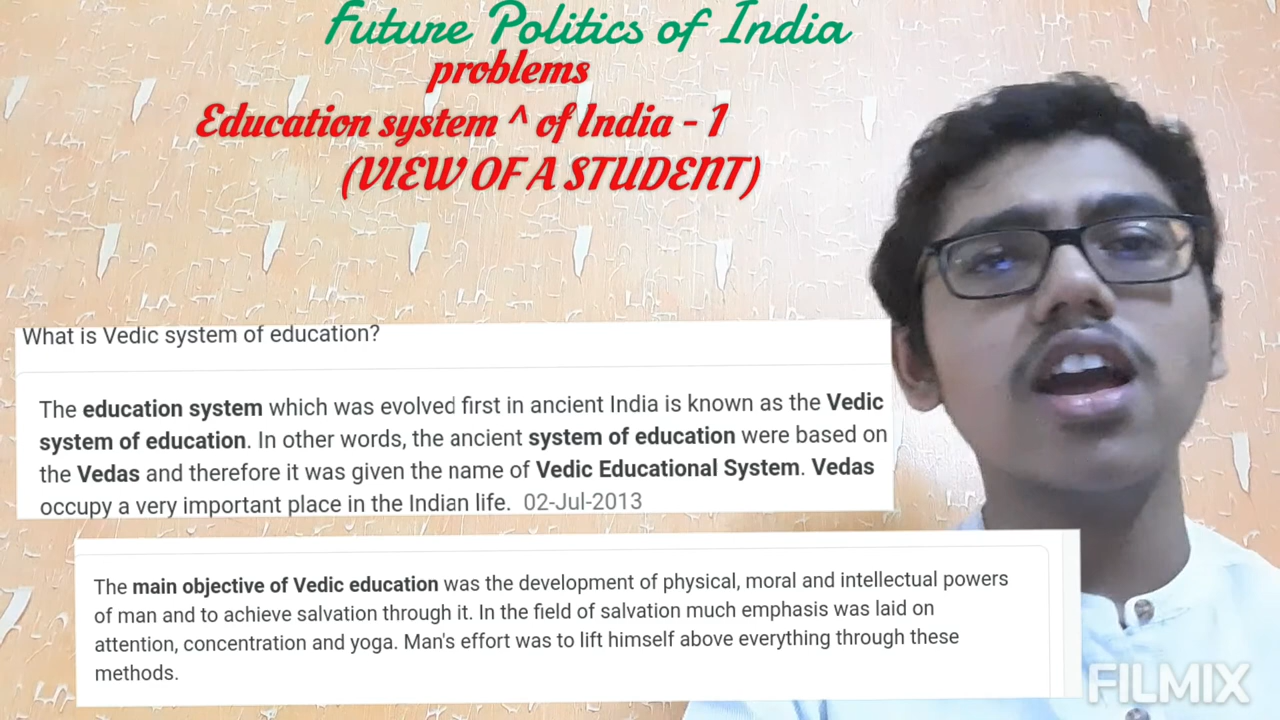 Future Politics of India
problems
Education system ^ of India - 1
(VIEW OF A STUDENT)
What is Vedic system of education?
The education system which was evolved first in ancient India is known as the Vedic
system of education. In other words, the ancient system of education were based on
the Vedas and therefore it was given the name of Vedic Educational System. Vedas
occupy a very important place in the Indian life. 02-Jul-2013
The main objective of Vedic education was the development of physical, moral and intellectual powers
of man and to achieve salvation through it. In the field of salvation much emphasis was laid on
attention, concentration and yoga. Man's effort was to lift himself above everything through these
methods.
FILMIX